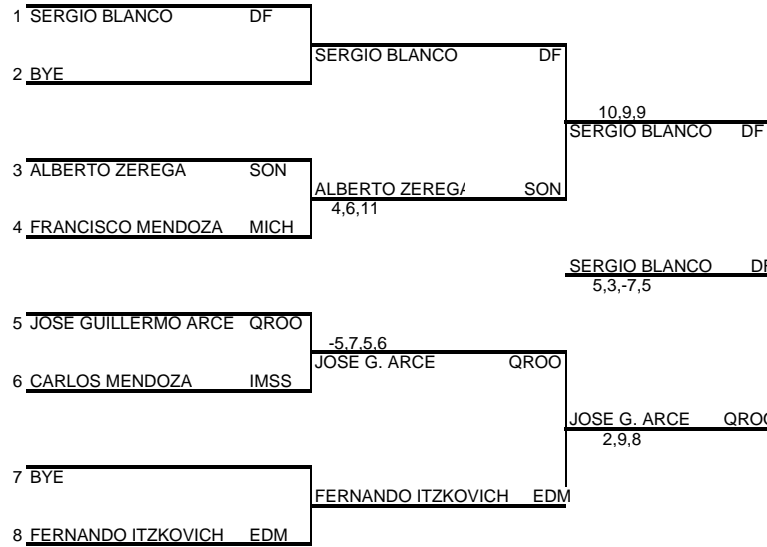 1 SERGIO BLANCO DF
SERGIO BLANCO DF
2 BYE
10,9,9
SERGIO BLANCO DF
3 ALBERTO ZEREGA SON
ALBERTO ZEREGA SON
4,6,11
4 FRANCISCO MENDOZA MICH
SERGIO BLANCO DF
5,3,-7,5
5 JOSE GUILLERMO ARCE QROO
-5,7,5,6
JOSE G. ARCE QROO
6 CARLOS MENDOZA IMSS
JOSE G. ARCE QROO
2,9,8
7 BYE
FERNANDO ITZKOVICH EDM
8 FERNANDO ITZKOVICH EDM